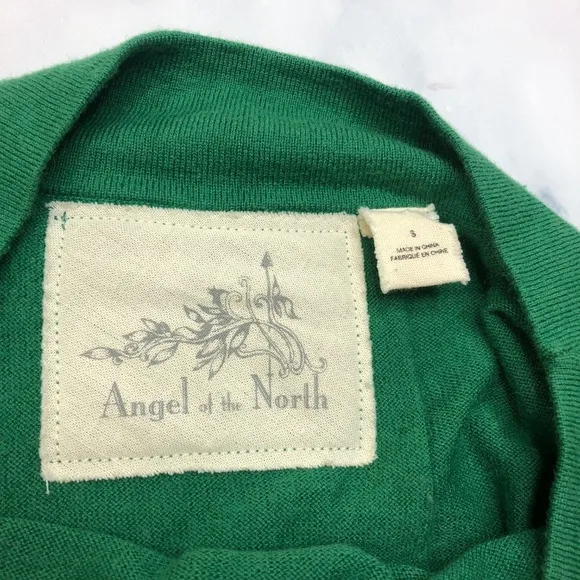 Angel of the North
S
MADE IN CHINA
FABRIQUÉ EN CHINE